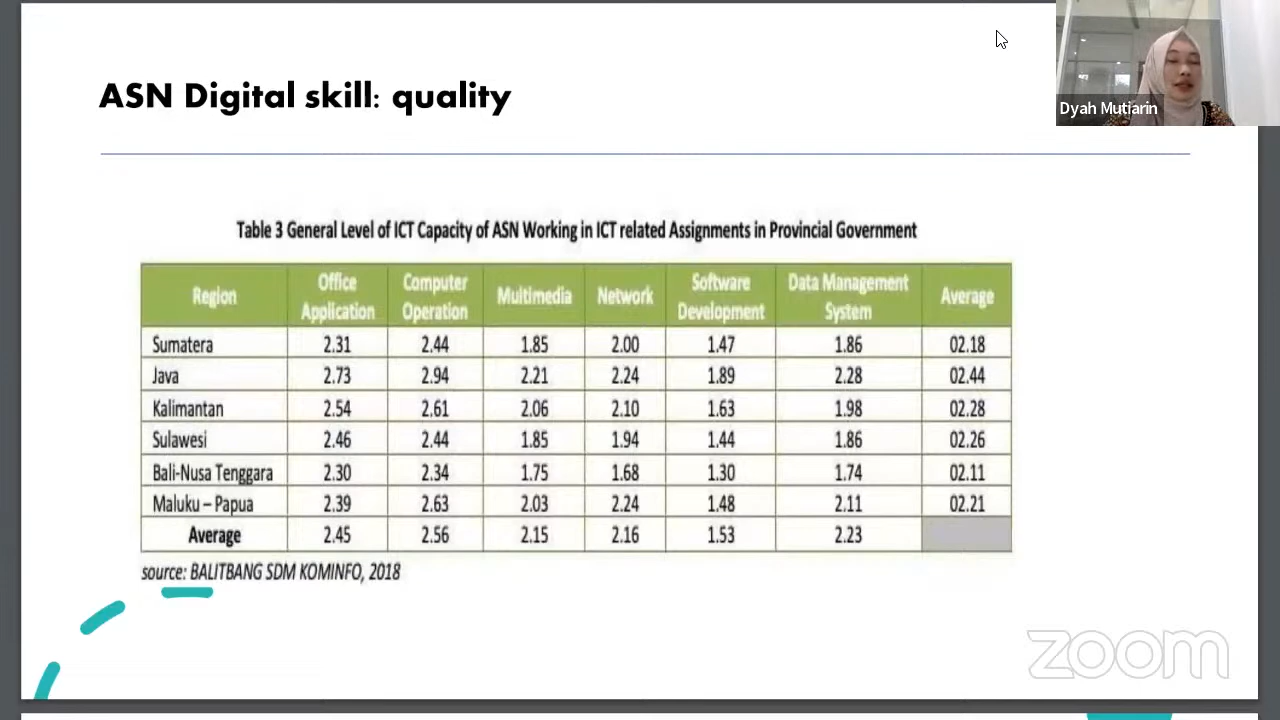 ASN Digital skill: quality
Dyah Mutiarin
Table 3 General Level of ICT Capacity of ASN Working in ICT related Assignments in Provincial Government
Region Office Application Computer Operation Multimedia Network Software Development Data Management System Average
Sumatera 2.31 2.44 1.85 2.00 1.47 1.86 02.18
Java 2.73 2.94 2.21 2.24 1.89 2.28 02.44
Kalimantan 2.54 2.61 2.06 2.10 1.63 1.98 02.28
Sulawesi 2.46 2.44 1.85 1.94 1.44 1.86 02.26
Bali-Nusa Tenggara 2.30 2.34 1.75 1.68 1.30 1.74 02.11
Maluku – Papua 2.39 2.63 2.03 2.24 1.48 2.11 02.21
Average 2.45 2.56 2.15 2.16 1.53 2.23
source: BALITBANG SDM KOMINFO, 2018
zoom